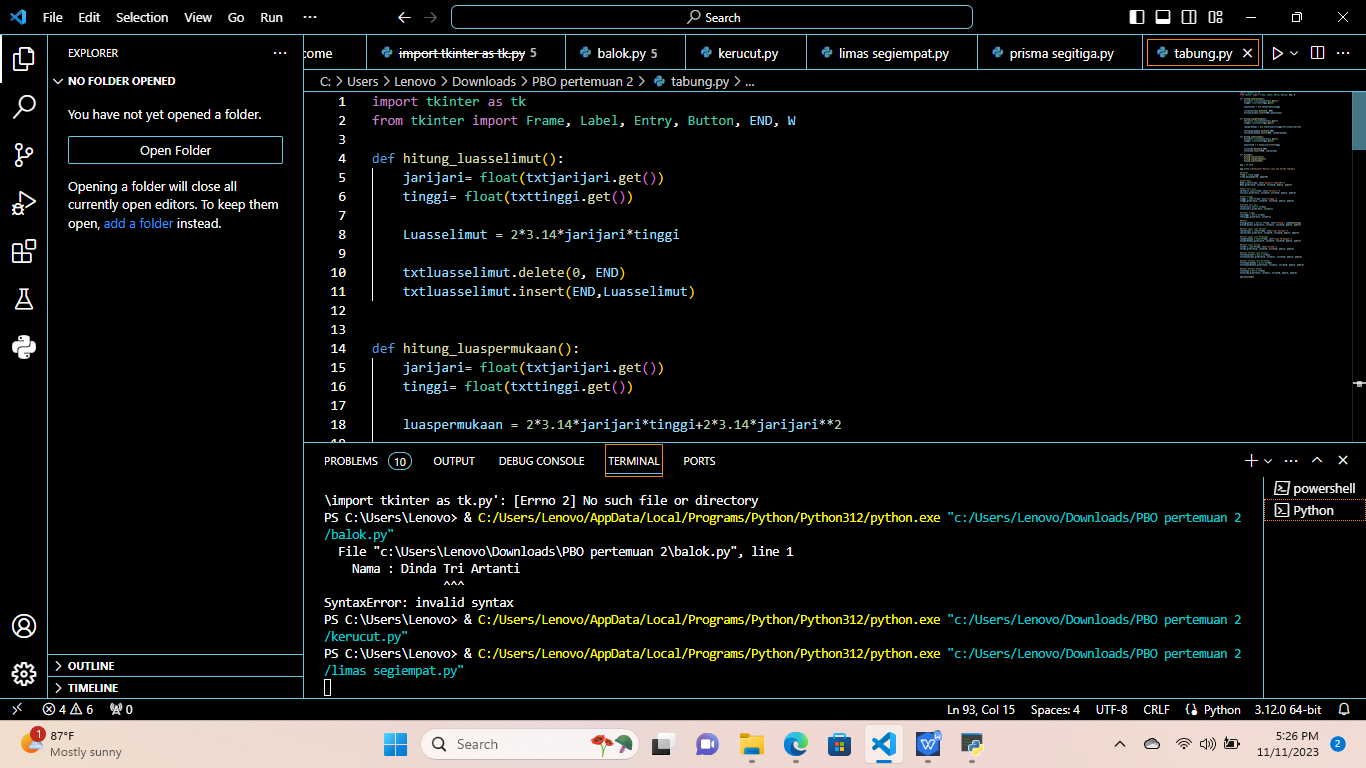 File Edit Selection View Go Run ··· Search
EXPLORER ···
come import tkinter as tk.py 5 balok.py 5 kerucut.py limas segiempat.py prisma segitiga.py tabung.py
NO FOLDER OPENED
C: > Users > Lenovo > Downloads > PBO pertemuan 2 > tabung.py > ...
You have not yet opened a folder.
Open Folder
Opening a folder will close all
currently open editors. To keep them
open, add a folder instead.
OUTLINE
TIMELINE
1 import tkinter as tk
2 from tkinter import Frame, Label, Entry, Button, END, W
3
4 def hitung_luasselimut():
5 jarijari= float(txtjarijari.get())
6 tinggi= float(txttinggi.get())
7
8 Luasselimut = 2*3.14*jarijari*tinggi
9
10 txtluasselimut.delete(0, END)
11 txtluasselimut.insert(END,Luasselimut)
12
13
14 def hitung_luaspermukaan():
15 jarijari= float(txtjarijari.get())
16 tinggi= float(txttinggi.get())
17
18 luaspermukaan = 2*3.14*jarijari*tinggi+2*3.14*jarijari**2
PROBLEMS 10 OUTPUT DEBUG CONSOLE TERMINAL PORTS
\import tkinter as tk.py': [Errno 2] No such file or directory
PS C:\Users\Lenovo> & C:/Users/Lenovo/AppData/Local/Programs/Python/Python312/python.exe "c:/Users/Lenovo/Downloads/PBO pertemuan 2
/balok.py"
File "c:\Users\Lenovo\Downloads\PBO pertemuan 2\balok.py", line 1
Nama : Dinda Tri Artanti
^^^
SyntaxError: invalid syntax
PS C:\Users\Lenovo> & C:/Users/Lenovo/AppData/Local/Programs/Python/Python312/python.exe "c:/Users/Lenovo/Downloads/PBO pertemuan 2
/kerucut.py"
PS C:\Users\Lenovo> & C:/Users/Lenovo/AppData/Local/Programs/Python/Python312/python.exe "c:/Users/Lenovo/Downloads/PBO pertemuan 2
/limas segiempat.py"
powershell
Python
4 6 0 Ln 93, Col 15 Spaces: 4 UTF-8 CRLF Python 3.12.0 64-bit
1 87°F
Mostly sunny
Search
5:26 PM
11/11/2023
2